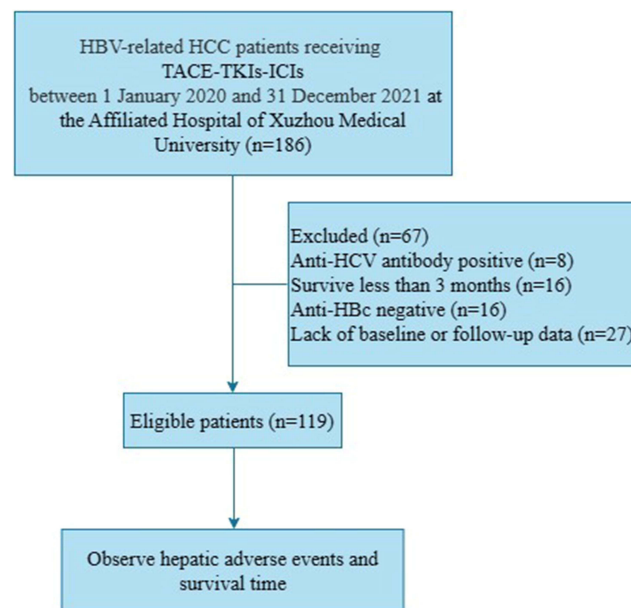 HBV-related HCC patients receiving
TACE-TKIs-ICIs
between 1 January 2020 and 31 December 2021 at
the Affiliated Hospital of Xuzhou Medical
University (n=186)
Excluded (n=67)
Anti-HCV antibody positive (n=8)
Survive less than 3 months (n=16)
Anti-HBc negative (n=16)
Lack of baseline or follow-up data (n=27)
Eligible patients (n=119)
Observe hepatic adverse events and
survival time